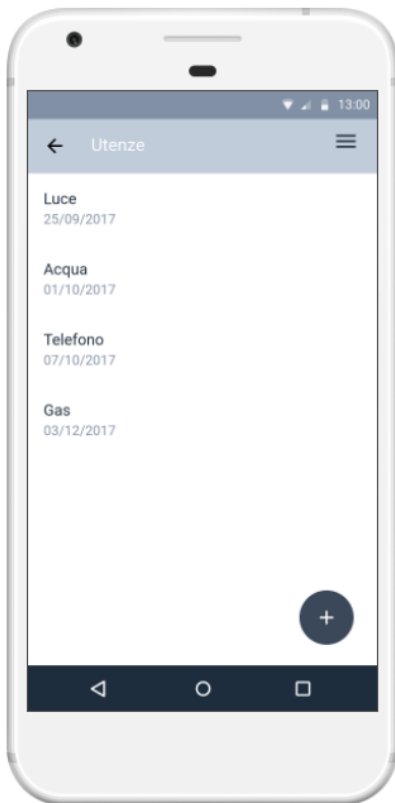 13:00
Utenze
Luce
25/09/2017
Acqua
01/10/2017
Telefono
07/10/2017
Gas
03/12/2017
+